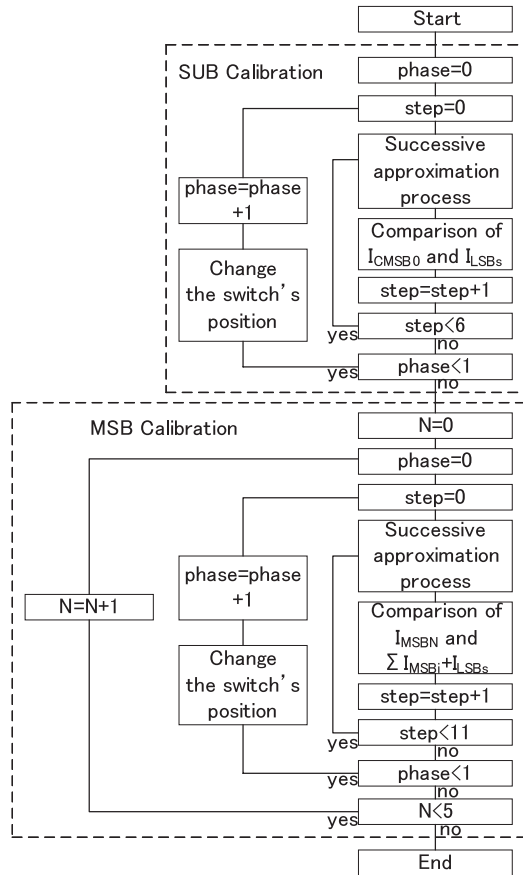 Start
SUB Calibration
phase=0
step=0
Successive
approximation
process
phase=phase
+1
Comparison of
I_CMSB0 and I_LSBs
Change
the switch's
position
step=step+1
step<6
yes
no
phase<1
yes
no
MSB Calibration
N=0
phase=0
step=0
Successive
approximation
process
phase=phase
+1
N=N+1
Comparison of
I_MSBN and
Σ I_MSBi+I_LSBs
Change
the switch's
position
step=step+1
step<11
yes
no
phase<1
yes
no
N<5
yes
no
End